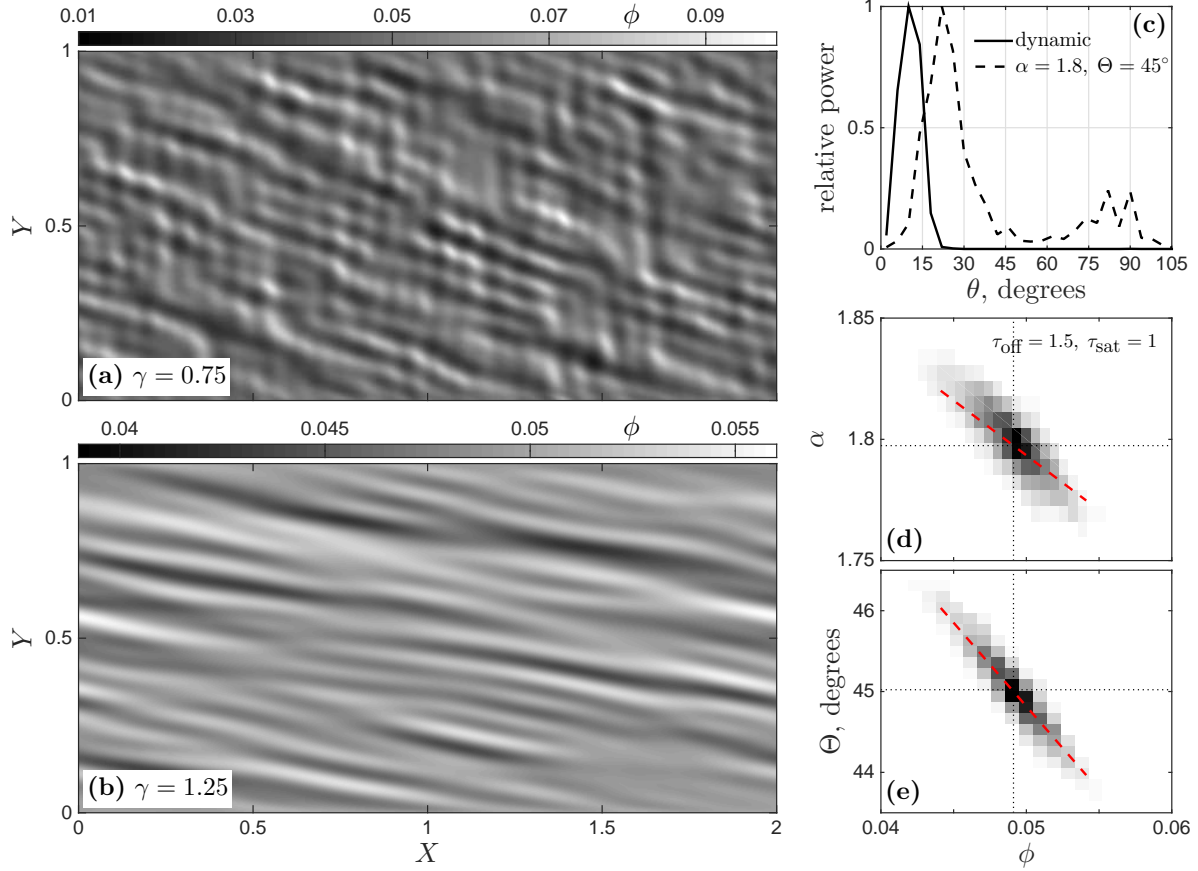 0.01 0.03 0.05 0.07 0.09
ϕ
1
Y
0.5
0
(a) γ = 0.75
0.04 0.045 0.05 0.055
ϕ
1
Y
0.5
0
(b) γ = 1.25
0 0.5 1 1.5 2
X
(c)
dynamic
α = 1.8, Θ = 45°
1
0.5
0
relative power
0 15 30 45 60 75 90 105
θ, degrees
1.85
1.8
1.75
α
τoff = 1.5, τsat = 1
(d)
46
45
44
Θ, degrees
(e)
0.04 0.05 0.06
ϕ